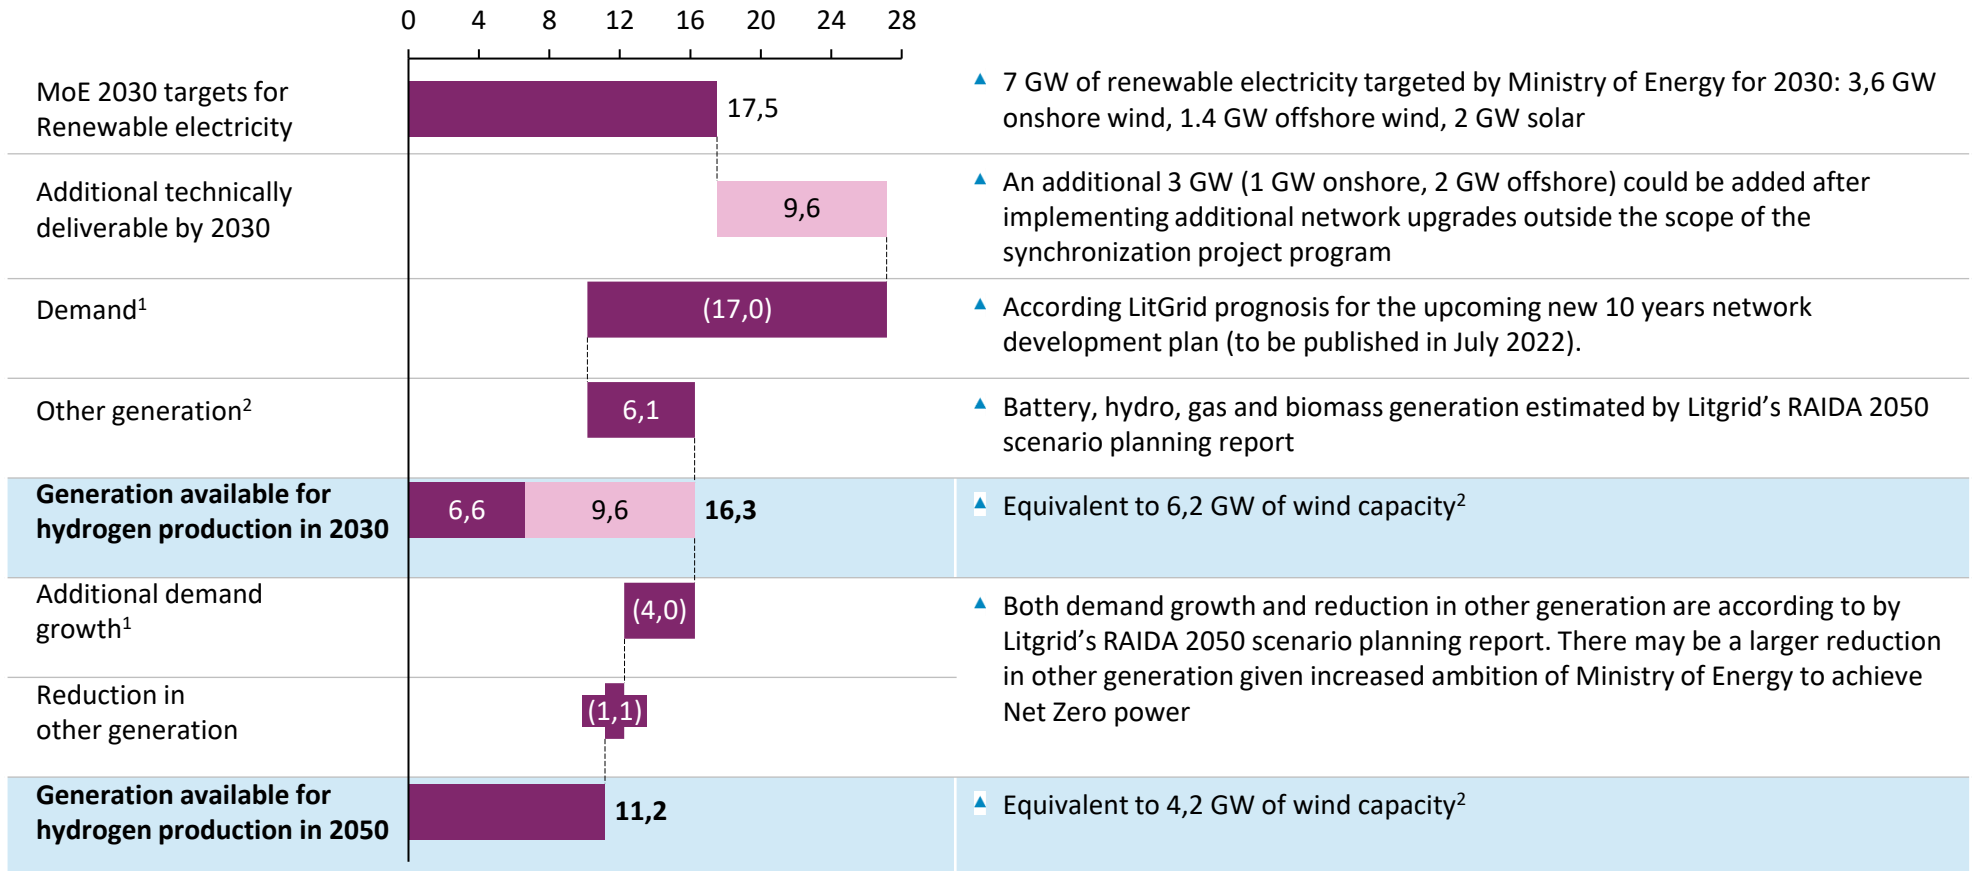 0 4 8 12 16 20 24 28
MoE 2030 targets for
Renewable electricity
17,5
▲ 7 GW of renewable electricity targeted by Ministry of Energy for 2030: 3,6 GW
onshore wind, 1.4 GW offshore wind, 2 GW solar
Additional technically
deliverable by 2030
9,6
▲ An additional 3 GW (1 GW onshore, 2 GW offshore) could be added after
implementing additional network upgrades outside the scope of the
synchronization project program
Demand¹
(17,0)
▲ According LitGrid prognosis for the upcoming new 10 years network
development plan (to be published in July 2022).
Other generation²
6,1
▲ Battery, hydro, gas and biomass generation estimated by Litgrid’s RAIDA 2050
scenario planning report
Generation available for
hydrogen production in 2030
6,6 9,6 16,3
▲ Equivalent to 6,2 GW of wind capacity²
Additional demand
growth¹
(4,0)
▲ Both demand growth and reduction in other generation are according to by
Litgrid’s RAIDA 2050 scenario planning report. There may be a larger reduction
in other generation given increased ambition of Ministry of Energy to achieve
Net Zero power
Reduction in
other generation
(1,1)
Generation available for
hydrogen production in 2050
11,2
▲ Equivalent to 4,2 GW of wind capacity²